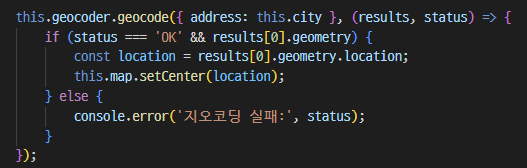 this.geocoder.geocode({ address: this.city }, (results, status) => {
    if (status === 'OK' && results[0].geometry) {
        const location = results[0].geometry.location;
        this.map.setCenter(location);
    } else {
        console.error('지오코딩 실패:', status);
    }
});